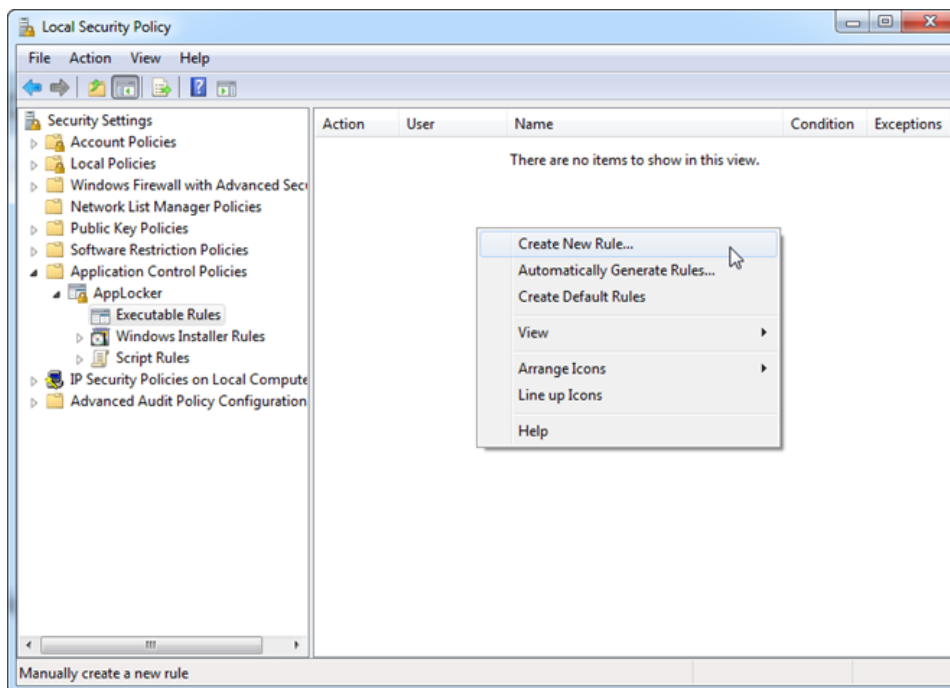 Local Security Policy
File Action View Help
Security Settings
Account Policies
Local Policies
Windows Firewall with Advanced Secu
Network List Manager Policies
Public Key Policies
Software Restriction Policies
Application Control Policies
AppLocker
Executable Rules
Windows Installer Rules
Script Rules
IP Security Policies on Local Compute
Advanced Audit Policy Configuration
Action User Name Condition Exceptions
There are no items to show in this view.
Create New Rule...
Automatically Generate Rules...
Create Default Rules
View
Arrange Icons
Line up Icons
Help
Manually create a new rule